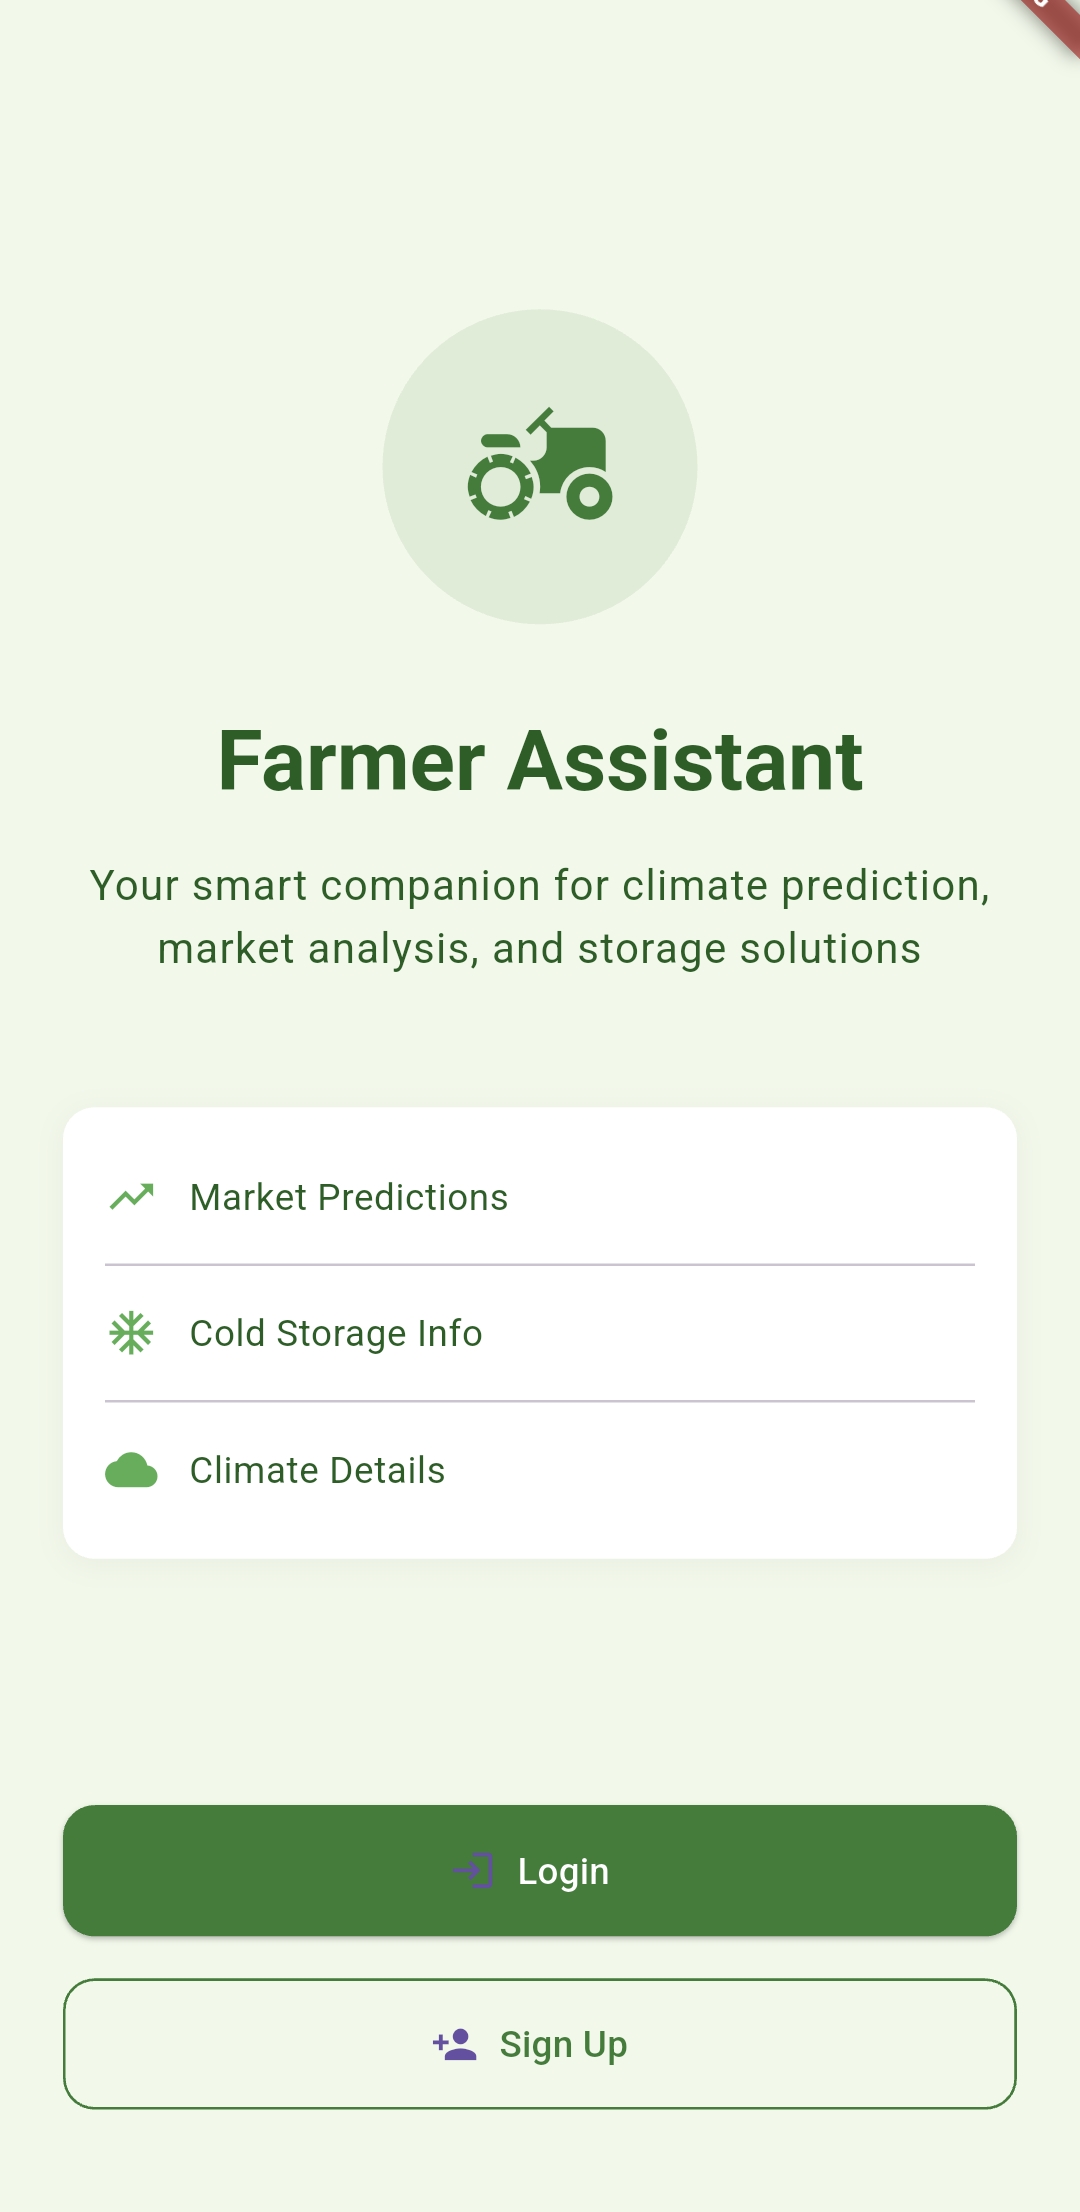 Farmer Assistant
Your smart companion for climate prediction,
market analysis, and storage solutions
Market Predictions
Cold Storage Info
Climate Details
Login
Sign Up